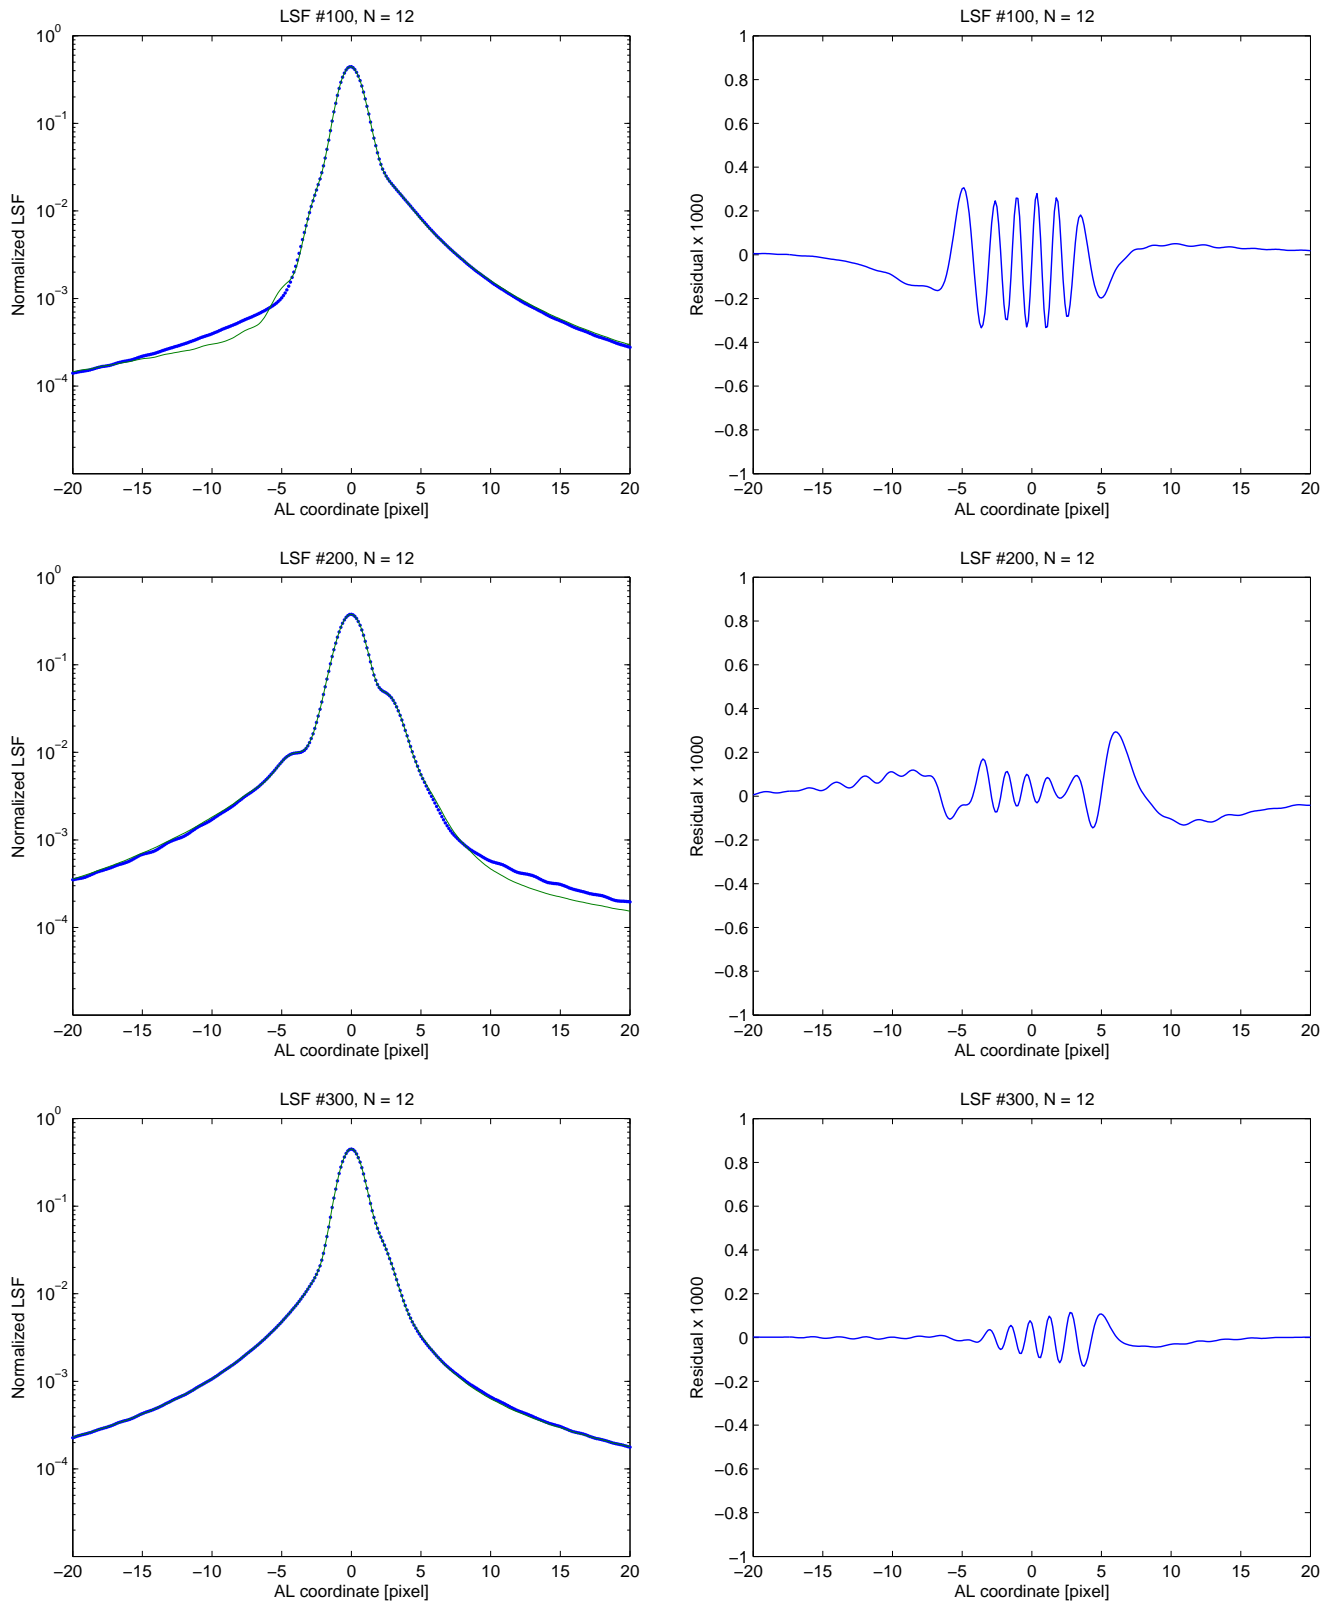 LSF #100, N = 12
10^0
10^−1
10^−2
10^−3
10^−4
Normalized LSF
−20 −15 −10 −5 0 5 10 15 20
AL coordinate [pixel]
LSF #100, N = 12
1
0.8
0.6
0.4
0.2
0
−0.2
−0.4
−0.6
−0.8
−1
Residual x 1000
−20 −15 −10 −5 0 5 10 15 20
AL coordinate [pixel]
LSF #200, N = 12
10^0
10^−1
10^−2
10^−3
10^−4
Normalized LSF
−20 −15 −10 −5 0 5 10 15 20
AL coordinate [pixel]
LSF #200, N = 12
1
0.8
0.6
0.4
0.2
0
−0.2
−0.4
−0.6
−0.8
−1
Residual x 1000
−20 −15 −10 −5 0 5 10 15 20
AL coordinate [pixel]
LSF #300, N = 12
10^0
10^−1
10^−2
10^−3
10^−4
Normalized LSF
−20 −15 −10 −5 0 5 10 15 20
AL coordinate [pixel]
LSF #300, N = 12
1
0.8
0.6
0.4
0.2
0
−0.2
−0.4
−0.6
−0.8
−1
Residual x 1000
−20 −15 −10 −5 0 5 10 15 20
AL coordinate [pixel]